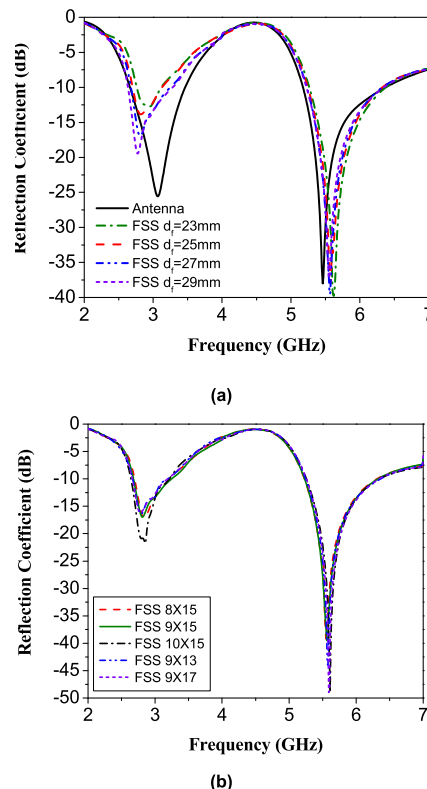 0
-5
-10
-15
-20
-25
-30
-35
-40
Reflection Coefficient (dB)
Antenna
FSS df=23mm
FSS df=25mm
FSS df=27mm
FSS df=29mm
2 3 4 5 6 7
Frequency (GHz)
(a)
0
-5
-10
-15
-20
-25
-30
-35
-40
-45
-50
Reflection Coefficient (dB)
FSS 8X15
FSS 9X15
FSS 10X15
FSS 9X13
FSS 9X17
2 3 4 5 6 7
Frequency (GHz)
(b)